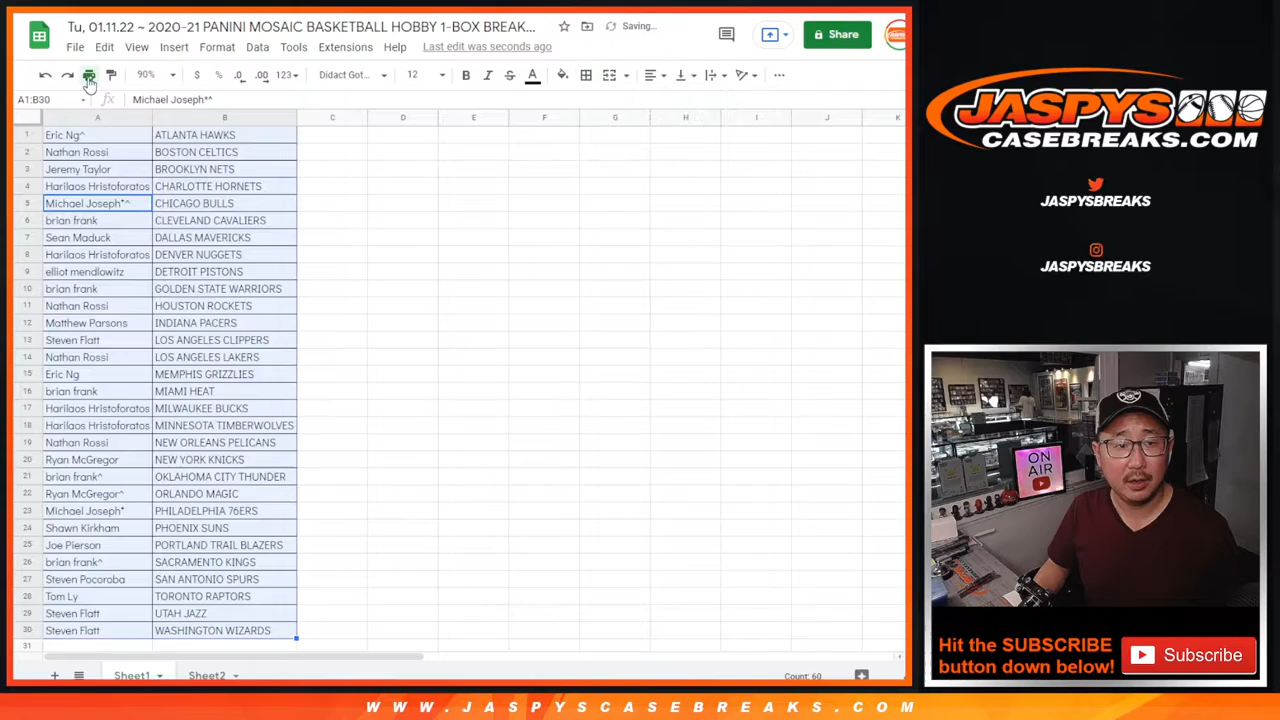 Tu, 01.11.22 ~ 2020-21 PANINI MOSAIC BASKETBALL HOBBY 1-BOX BREAK... Saving...
File Edit View Insert Format Data Tools Extensions Help Last edit was seconds ago
Share
90% $ % .0 .00 123 Didact Got... 12 B I S A
A1:B30 fx Michael Joseph*^
A B C D E F G H I J K
1 Eric Ng^ ATLANTA HAWKS
2 Nathan Rossi BOSTON CELTICS
3 Jeremy Taylor BROOKLYN NETS
4 Harilaos Hristoforatos CHARLOTTE HORNETS
5 Michael Joseph*^ CHICAGO BULLS
6 brian frank CLEVELAND CAVALIERS
7 Sean Maduck DALLAS MAVERICKS
8 Harilaos Hristoforatos DENVER NUGGETS
9 elliot mendlowitz DETROIT PISTONS
10 brian frank GOLDEN STATE WARRIORS
11 Nathan Rossi HOUSTON ROCKETS
12 Matthew Parsons INDIANA PACERS
13 Steven Flatt LOS ANGELES CLIPPERS
14 Nathan Rossi LOS ANGELES LAKERS
15 Eric Ng MEMPHIS GRIZZLIES
16 brian frank MIAMI HEAT
17 Harilaos Hristoforatos MILWAUKEE BUCKS
18 Harilaos Hristoforatos MINNESOTA TIMBERWOLVES
19 Nathan Rossi NEW ORLEANS PELICANS
20 Ryan McGregor NEW YORK KNICKS
21 brian frank^ OKLAHOMA CITY THUNDER
22 Ryan McGregor^ ORLANDO MAGIC
23 Michael Joseph* PHILADELPHIA 76ERS
24 Shawn Kirkham PHOENIX SUNS
25 Joe Pierson PORTLAND TRAIL BLAZERS
26 brian frank^ SACRAMENTO KINGS
27 Steven Pocoroba SAN ANTONIO SPURS
28 Tom Ly TORONTO RAPTORS
29 Steven Flatt UTAH JAZZ
30 Steven Flatt WASHINGTON WIZARDS
31
Sheet1 Sheet2 Count: 60
JASPYS
CASEBREAKS.COM
JASPYSBREAKS
JASPYSBREAKS
ON
AIR
Hit the SUBSCRIBE
button down below!
Subscribe
WWW.JASPYSCASEBREAKS.COM